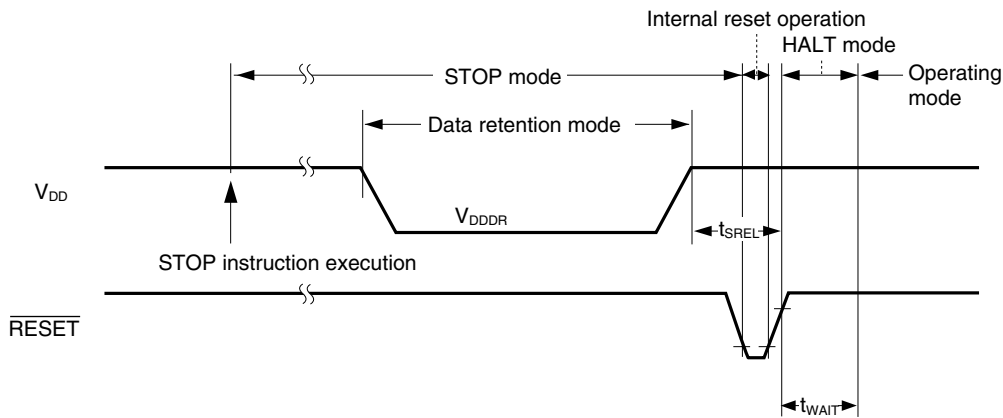 Internal reset operation
HALT mode
STOP mode
Operating
mode
Data retention mode
VDD
VDDDR
tSREL
STOP instruction execution
RESET
tWAIT